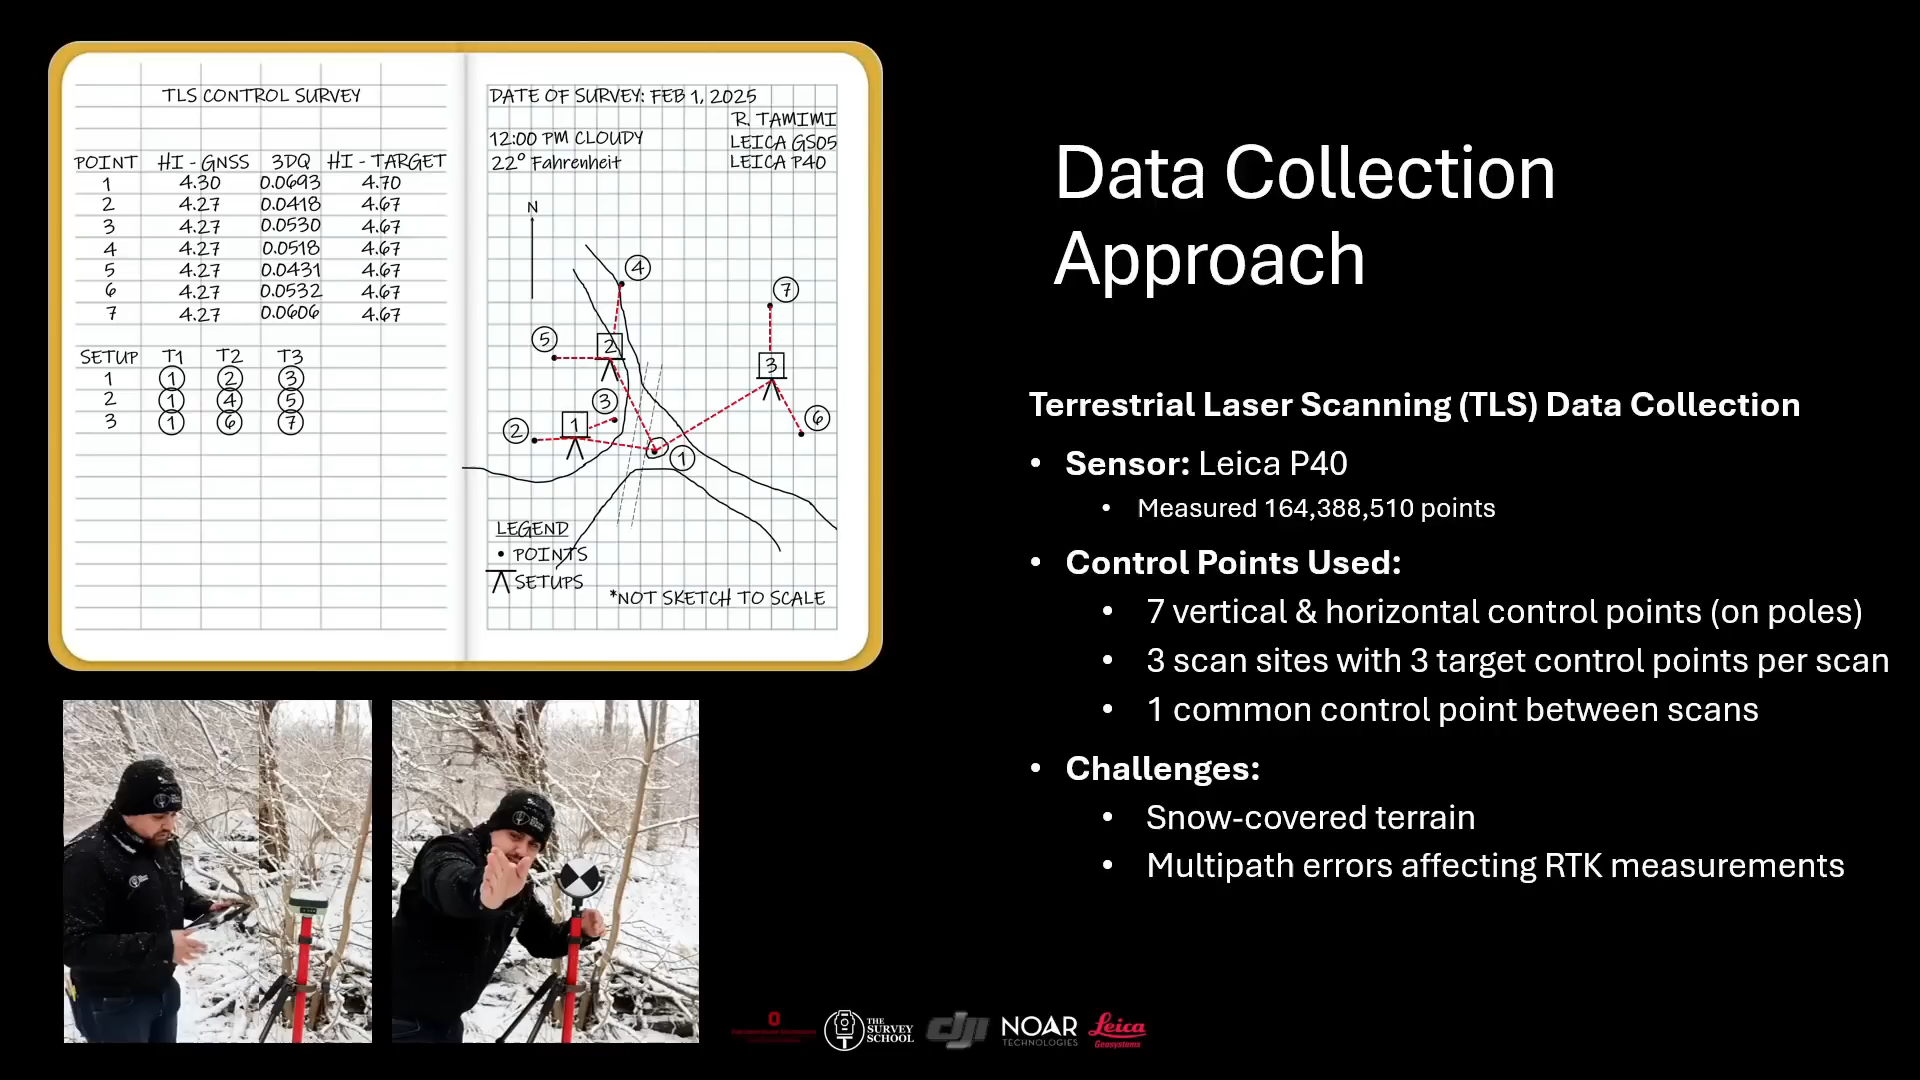 TLS CONTROL SURVEY
POINT HI - GNSS 3DQ HI - TARGET
1 4.30 0.0693 4.70
2 4.27 0.0418 4.67
3 4.27 0.0530 4.67
4 4.27 0.0518 4.67
5 4.27 0.0431 4.67
6 4.27 0.0532 4.67
7 4.27 0.0606 4.67
SETUP T1 T2 T3
1 1 2 3
2 1 4 5
3 1 6 7
DATE OF SURVEY: FEB 1, 2025
R. TAMIMI
12:00 PM CLOUDY
LEICA GS05
22° Fahrenheit
LEICA P40
N
4
7
5
2
3
3
6
2
1
1
LEGEND
• POINTS
SETUPS
*NOT SKETCH TO SCALE
Data Collection
Approach
Terrestrial Laser Scanning (TLS) Data Collection
• Sensor: Leica P40
• Measured 164,388,510 points
• Control Points Used:
• 7 vertical & horizontal control points (on poles)
• 3 scan sites with 3 target control points per scan
• 1 common control point between scans
• Challenges:
• Snow-covered terrain
• Multipath errors affecting RTK measurements
THE
SURVEY
SCHOOL
dji
NOAR
TECHNOLOGIES
Leica
Geosystems